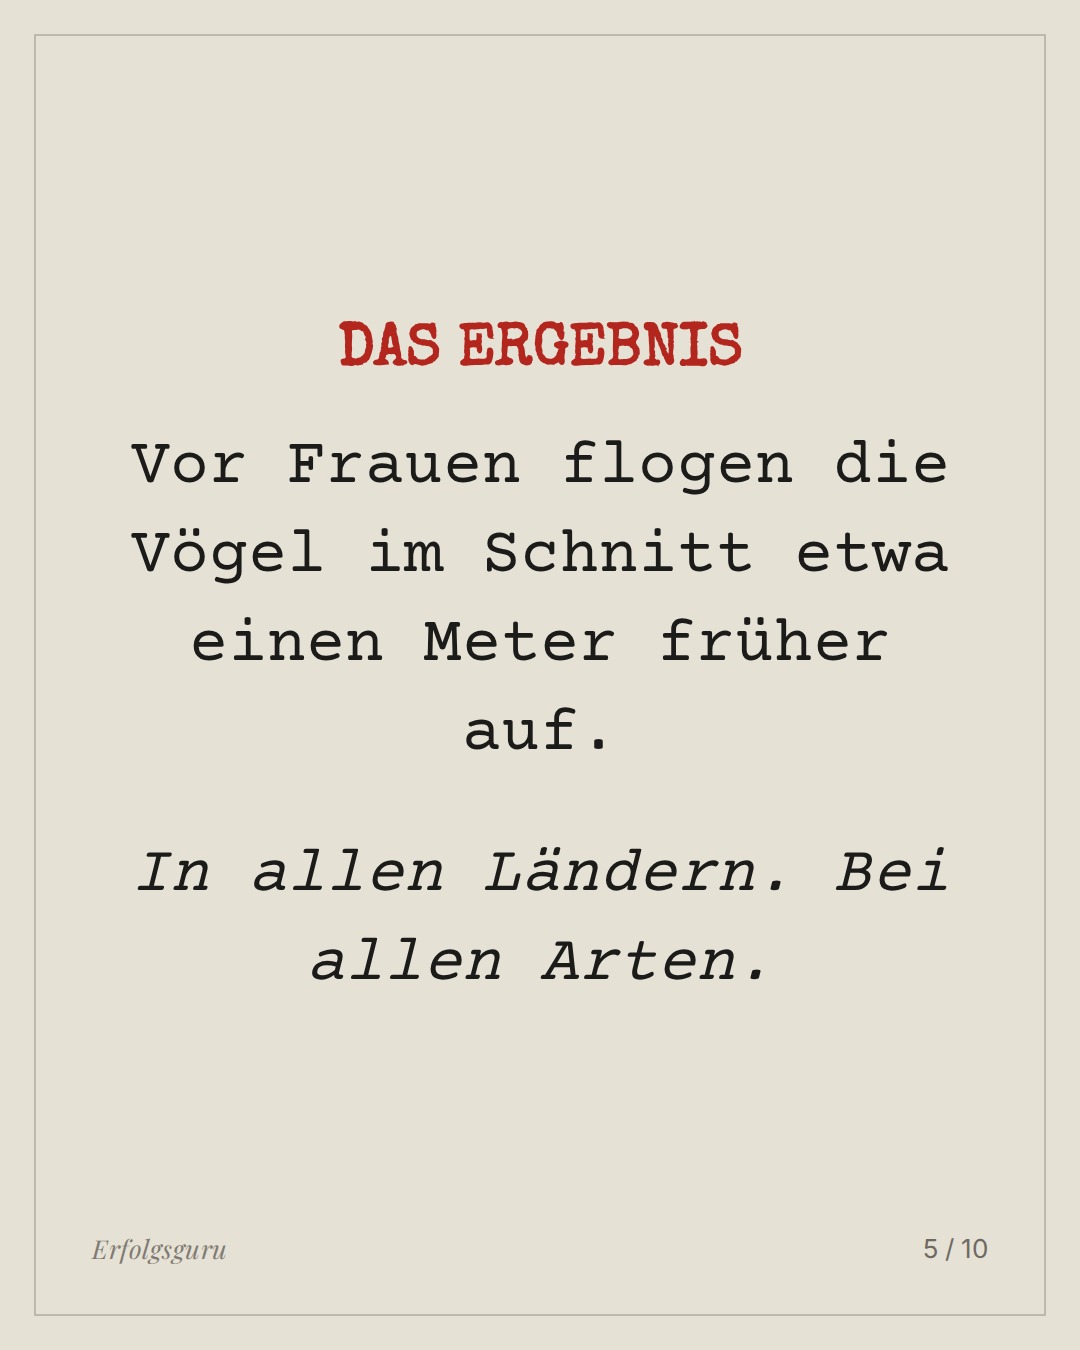 DAS ERGEBNIS
Vor Frauen flogen die
Vögel im Schnitt etwa
einen Meter früher
auf.
In allen Ländern. Bei
allen Arten.
Erfolgsguru
5 / 10